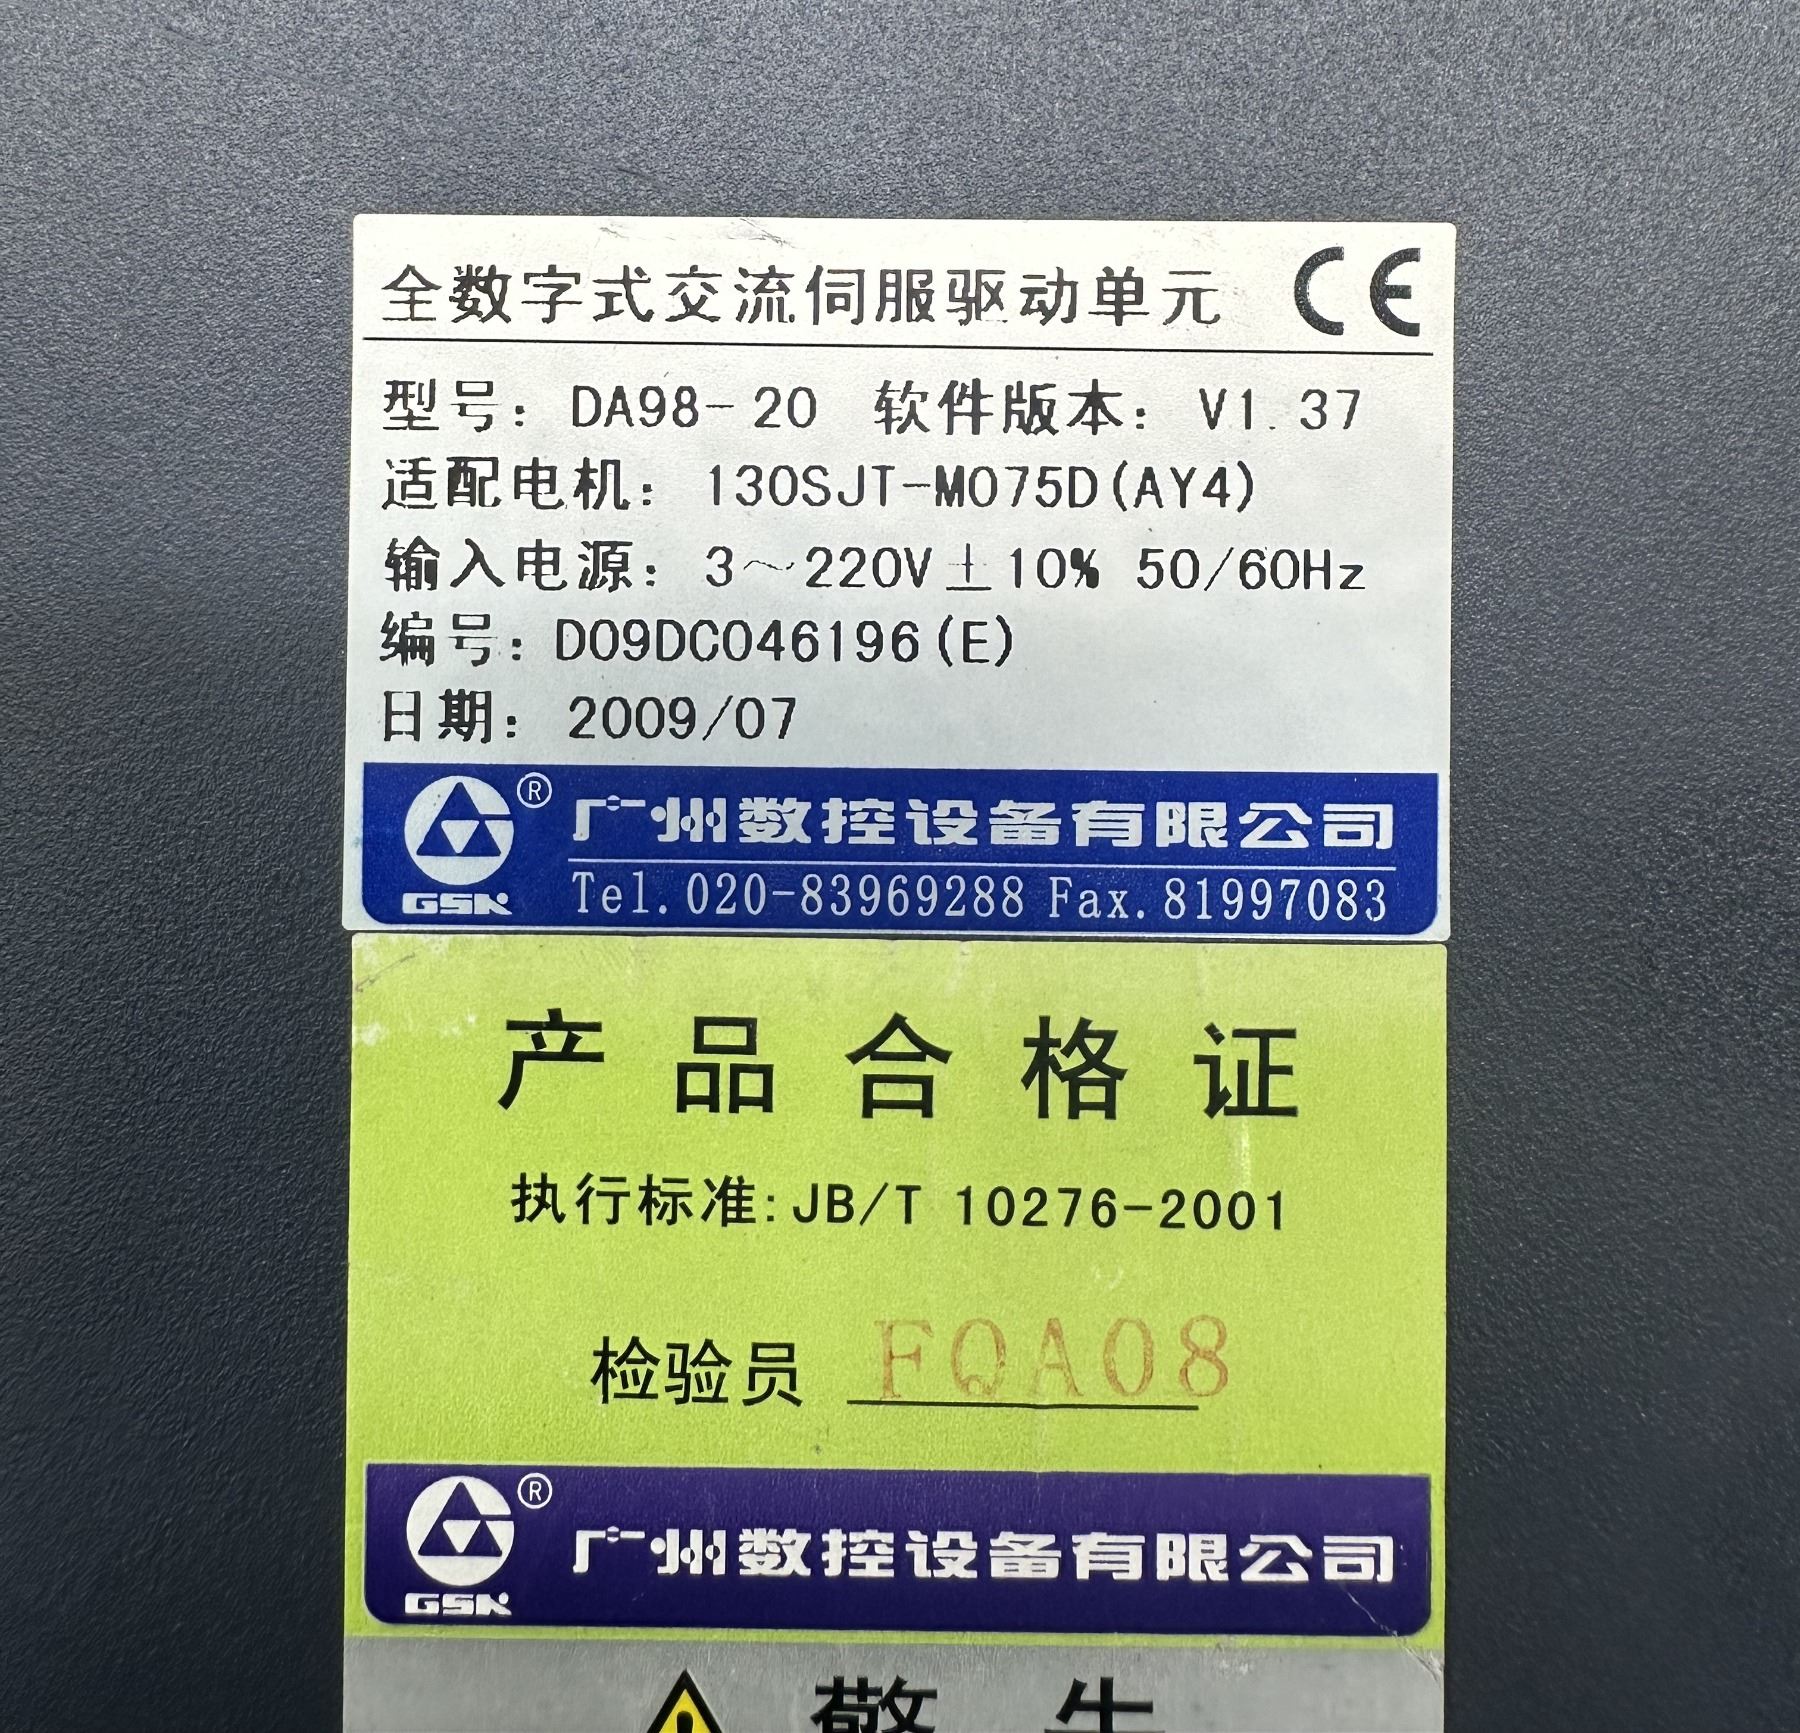 全数字式交流伺服驱动单元 CE
型号: DA98-20 软件版本: V1.37
适配电机: 130SJT-M075D(AY4)
输入电源: 3~220V±10% 50/60Hz
编号: D09DC046196(E)
日期: 2009/07
® 广州数控设备有限公司
GSK Tel.020-83969288 Fax.81997083
产品合格证
执行标准:JB/T 10276-2001
检验员 FQA08
® 广州数控设备有限公司
GSK